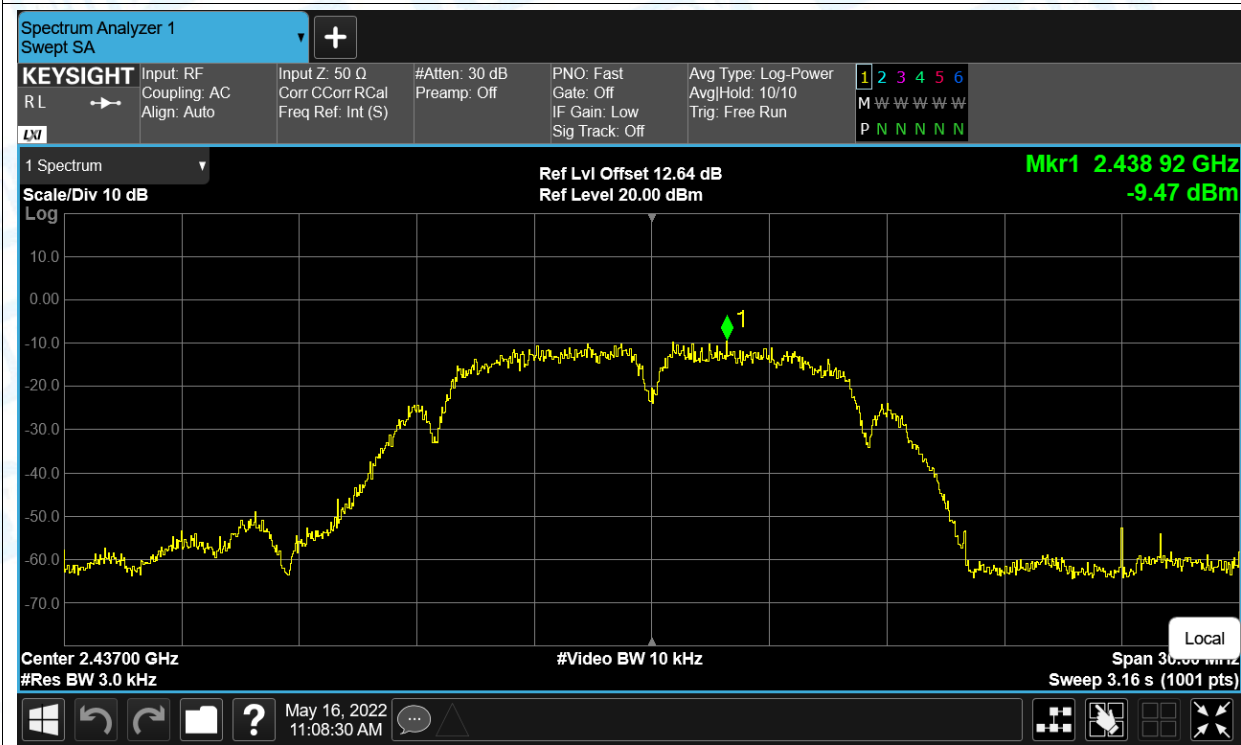 Spectrum Analyzer 1
Swept SA
KEYSIGHT
R L
LXI
Input: RF
Coupling: AC
Align: Auto
Input Z: 50 Ω
Corr CCorr RCal
Freq Ref: Int (S)
#Atten: 30 dB
Preamp: Off
PNO: Fast
Gate: Off
IF Gain: Low
Sig Track: Off
Avg Type: Log-Power
Avg|Hold: 10/10
Trig: Free Run
1 2 3 4 5 6
M W W W W W
P N N N N N
1 Spectrum
Scale/Div 10 dB
Log
Ref Lvl Offset 12.64 dB
Ref Level 20.00 dBm
Mkr1 2.438 92 GHz
-9.47 dBm
10.0
0.00
-10.0
-20.0
-30.0
-40.0
-50.0
-60.0
-70.0
1
Local
Center 2.43700 GHz
#Res BW 3.0 kHz
#Video BW 10 kHz
Span 30.00 MHz
Sweep 3.16 s (1001 pts)
?
May 16, 2022
11:08:30 AM